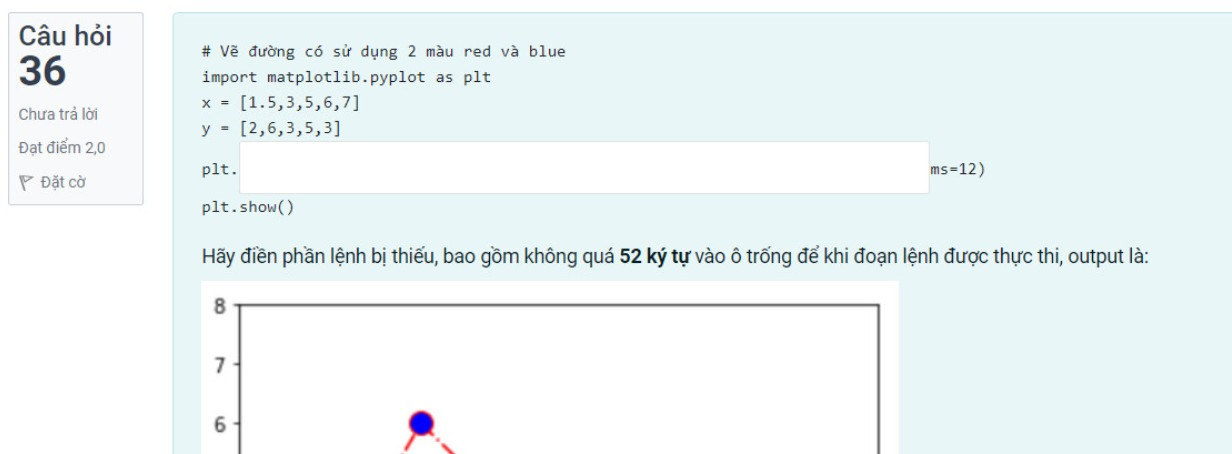 Câu hỏi
36
Chưa trả lời
Đạt điểm 2,0
Đặt cờ
# Vẽ đường có sử dụng 2 màu red và blue
import matplotlib.pyplot as plt
x = [1.5,3,5,6,7]
y = [2,6,3,5,3]
plt. ms=12)
plt.show()
Hãy điền phần lệnh bị thiếu, bao gồm không quá 52 ký tự vào ô trống để khi đoạn lệnh được thực thi, output là:
8
7
6